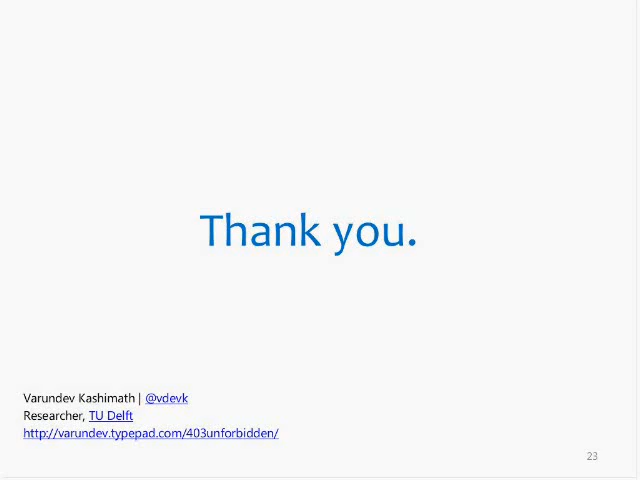 Thank you.
Varundev Kashimath | @vdevk
Researcher, TU Delft
http://varundev.typepad.com/403unforbidden/
23